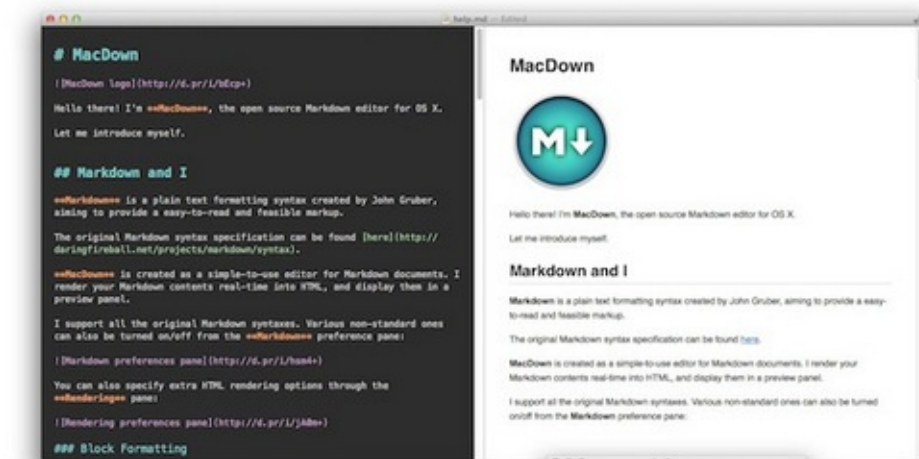 help.md — Edited
# MacDown
![MacDown logo](http://d.pr/i/bEcp+)
Hello there! I'm **MacDown**, the open source Markdown editor for OS X.
Let me introduce myself.
## Markdown and I
**Markdown** is a plain text formatting syntax created by John Gruber,
aiming to provide a easy-to-read and feasible markup.
The original Markdown syntax specification can be found [here](http://
daringfireball.net/projects/markdown/syntax).
**MacDown** is created as a simple-to-use editor for Markdown documents. I
render your Markdown contents real-time into HTML, and display them in a
preview panel.
I support all the original Markdown syntaxes. Various non-standard ones
can also be turned on/off from the **Markdown** preference pane:
![Markdown preferences pane](http://d.pr/i/hsm4+)
You can also specify extra HTML rendering options through the
**Rendering** pane:
![Rendering preferences pane](http://d.pr/i/jABm+)
### Block Formatting
MacDown
M
Hello there! I'm MacDown, the open source Markdown editor for OS X.
Let me introduce myself.
Markdown and I
Markdown is a plain text formatting syntax created by John Gruber, aiming to provide a easy-
to-read and feasible markup.
The original Markdown syntax specification can be found here.
MacDown is created as a simple-to-use editor for Markdown documents. I render your
Markdown contents real-time into HTML, and display them in a preview panel.
I support all the original Markdown syntaxes. Various non-standard ones can also be turned
on/off from the Markdown preference pane: